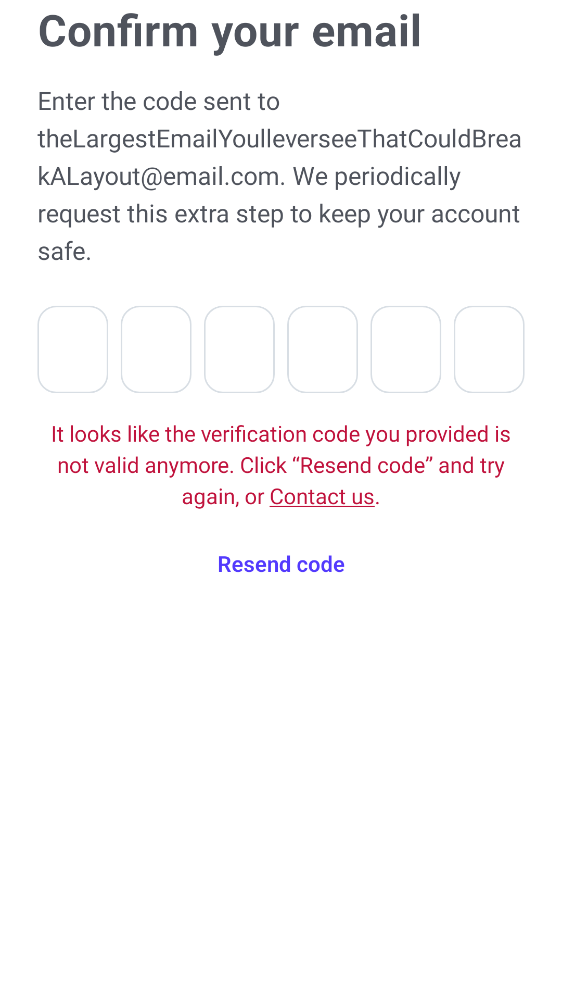 Confirm your email
Enter the code sent to
theLargestEmailYoulleverseeThatCouldBrea
kALayout@email.com. We periodically
request this extra step to keep your account
safe.
It looks like the verification code you provided is
not valid anymore. Click “Resend code” and try
again, or Contact us.
Resend code